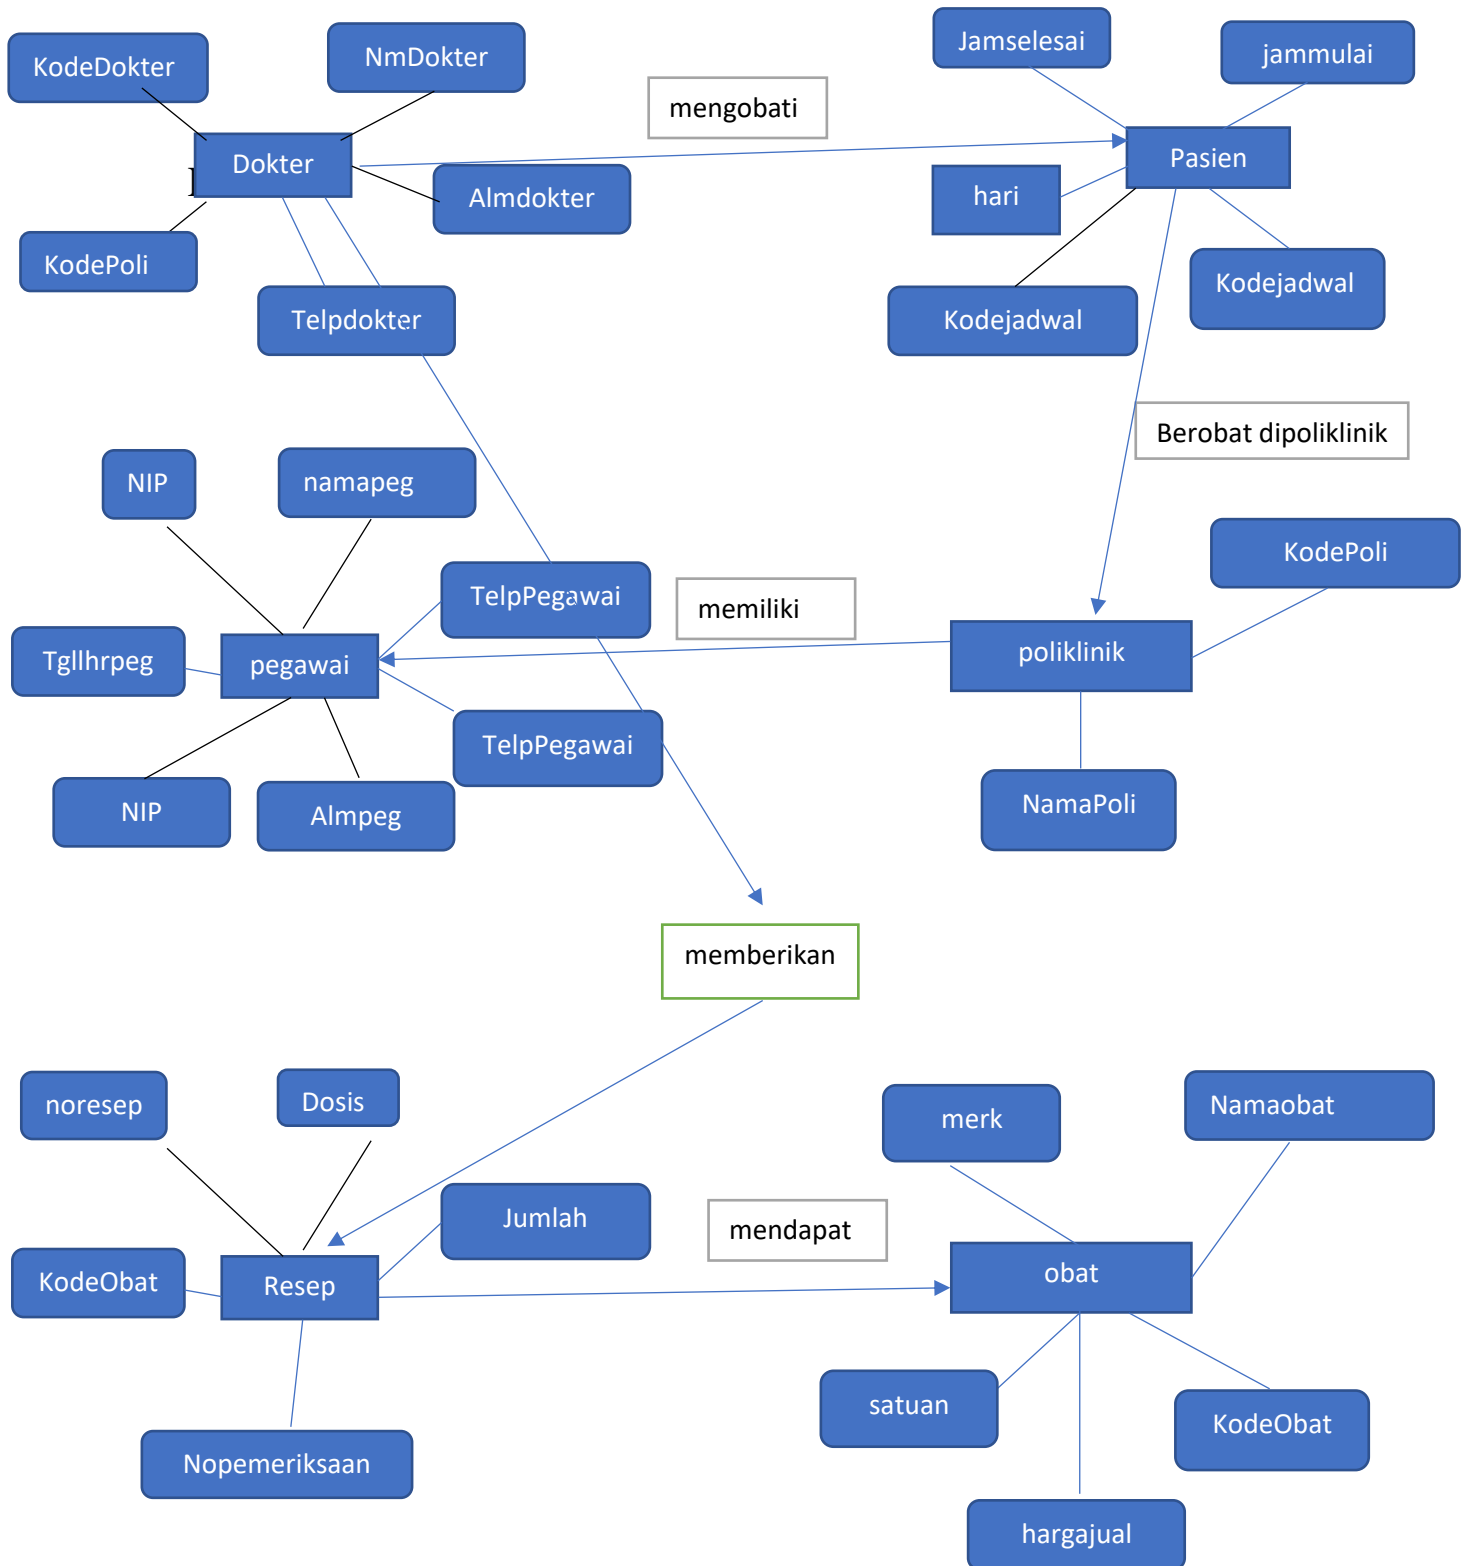 Jamselesai
jammulai
KodeDokter
NmDokter
mengobati
Dokter
Pasien
Almdokter
hari
KodePoli
Telpdokter
Kodejadwal
Kodejadwal
Berobat dipoliklinik
NIP
namapeg
KodePoli
TelpPegawai
memiliki
Tgllhrpeg
pegawai
poliklinik
TelpPegawai
NIP
Almpeg
NamaPoli
memberikan
noresep
Dosis
merk
Namaobat
Jumlah
mendapat
KodeObat
Resep
obat
satuan
KodeObat
Nopemeriksaan
hargajual